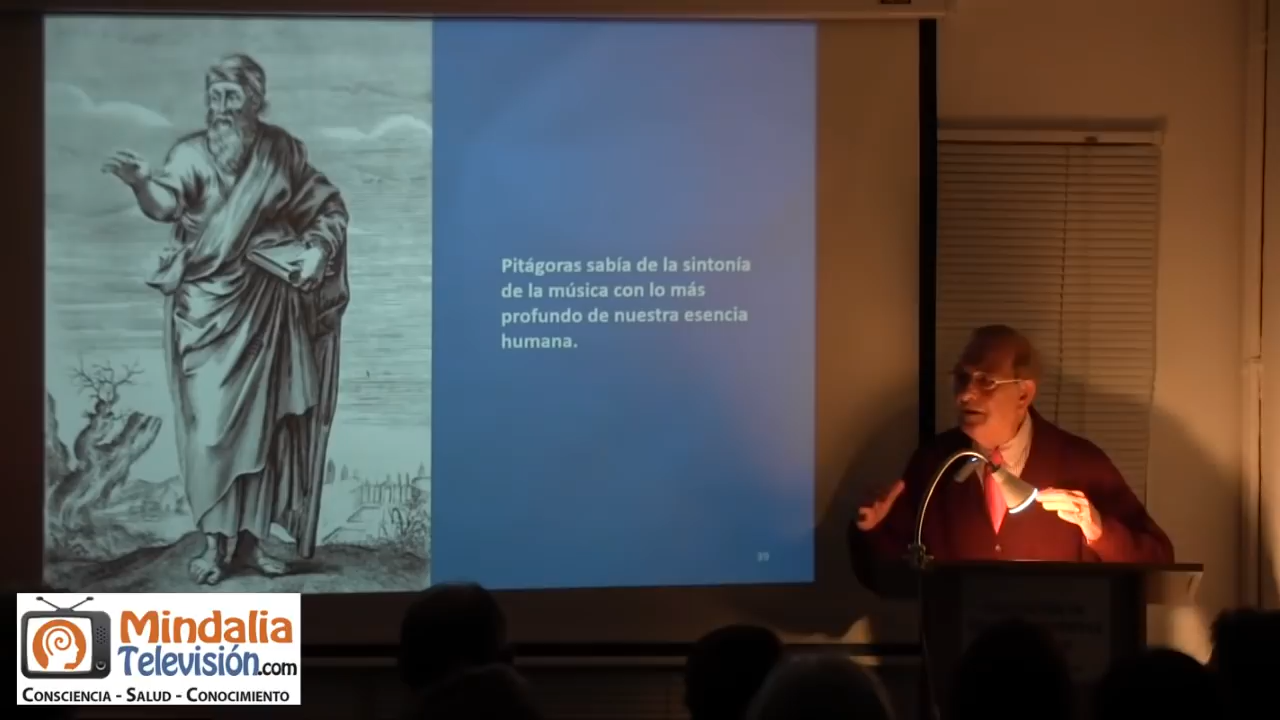 Pitágoras sabía de la sintonía
de la música con lo más
profundo de nuestra esencia
humana.
39
Mindalia
Televisión.com
Consciencia - Salud - Conocimiento